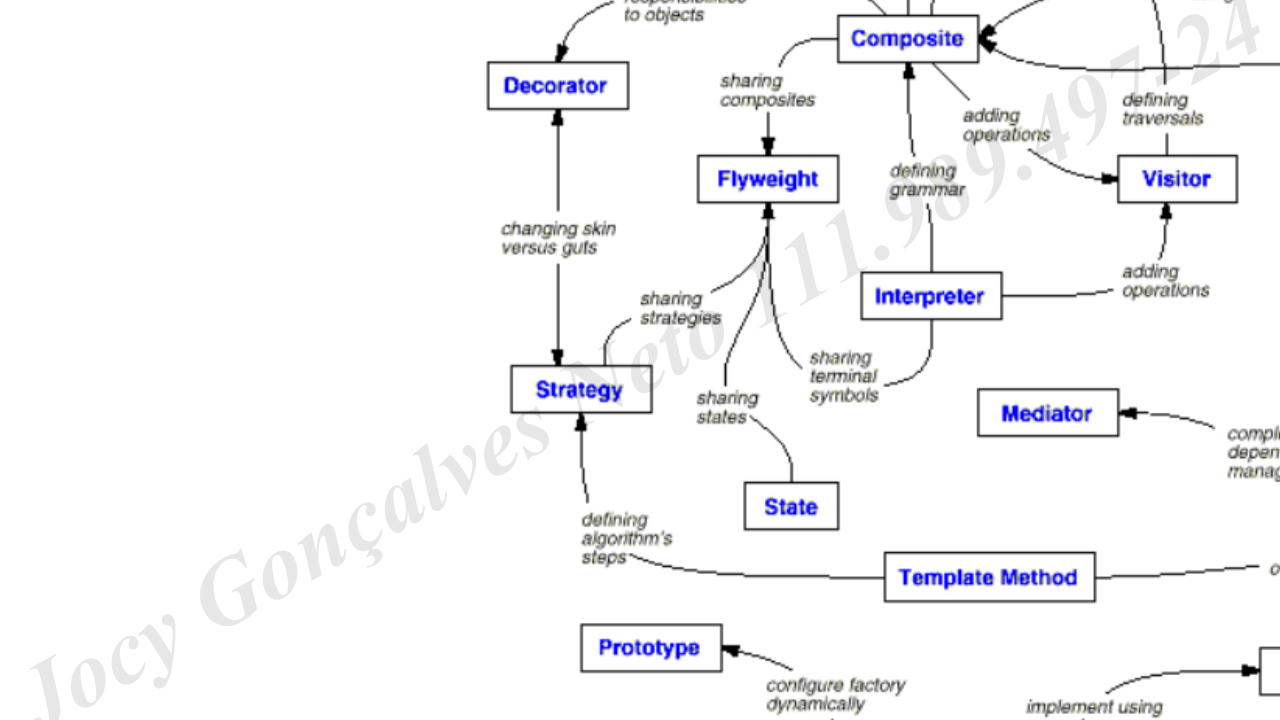 to objects
Composite
Decorator
sharing
composites
adding
operations
defining
traversals
Flyweight
defining
grammar
Visitor
changing skin
versus guts
sharing
strategies
Interpreter
adding
operations
sharing
terminal
symbols
Strategy
sharing
states
Mediator
State
defining
algorithm's
steps
Template Method
Prototype
configure factory
dynamically
implement using
Jocy Gonçalves Neto 111.989.497-24